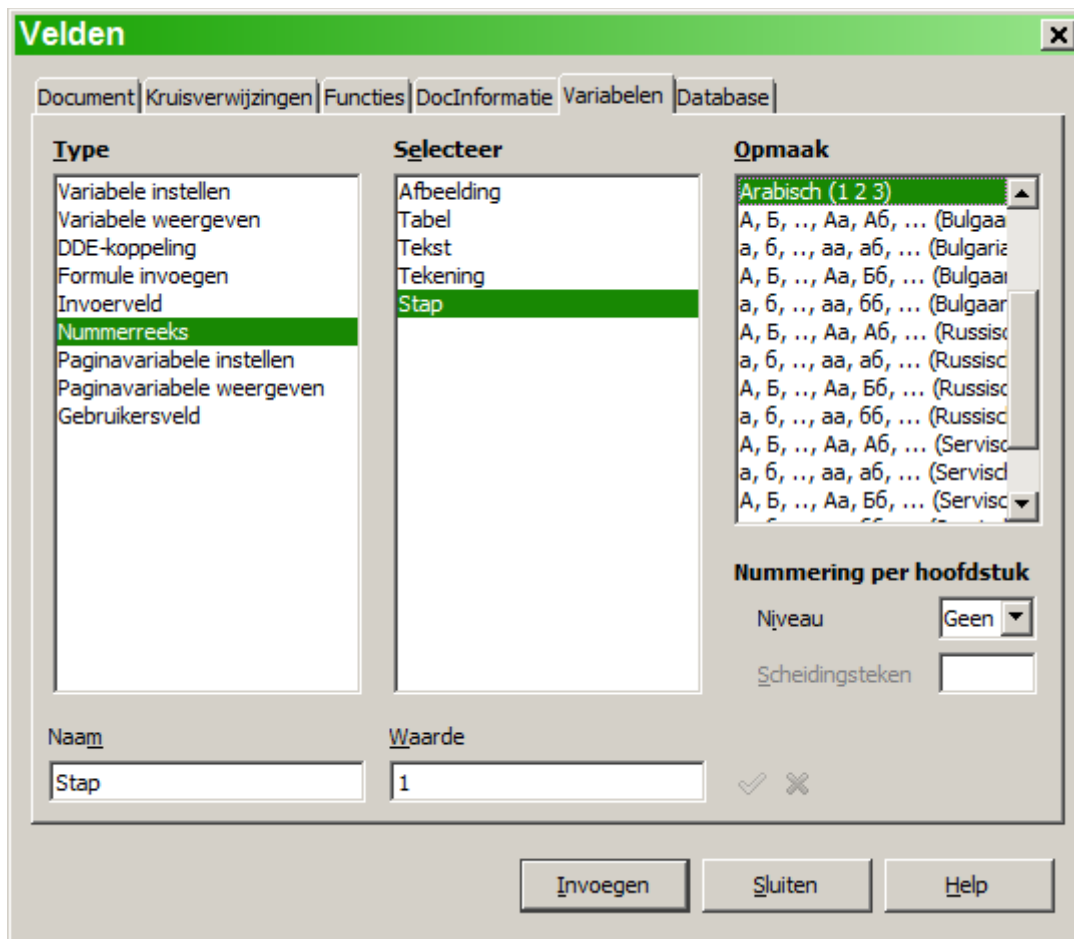 Velden
Document Kruisverwijzingen Functies DocInformatie Variabelen Database
Type
Variabele instellen
Variabele weergeven
DDE-koppeling
Formule invoegen
Invoerveld
Nummerreeks
Paginavariabele instellen
Paginavariabele weergeven
Gebruikersveld
Selecteer
Afbeelding
Tabel
Tekst
Tekening
Stap
Opmaak
Arabisch (1 2 3)
А, Б, .., Аа, Аб, ... (Bulgaa
а, б, .., аа, аб, ... (Bulgaria
А, Б, .., Аа, Бб, ... (Bulgaar
а, б, .., аа, бб, ... (Bulgaar
А, Б, .., Аа, Аб, ... (Russisc
а, б, .., аа, аб, ... (Russisc
А, Б, .., Аа, Бб, ... (Russisc
а, б, .., аа, бб, ... (Russisc
А, Б, .., Аа, Аб, ... (Servisc
а, б, .., аа, аб, ... (Servisch
А, Б, .., Аа, Бб, ... (Servisc
Nummering per hoofdstuk
Niveau Geen
Scheidingsteken
Naam
Stap
Waarde
1
Invoegen Sluiten Help